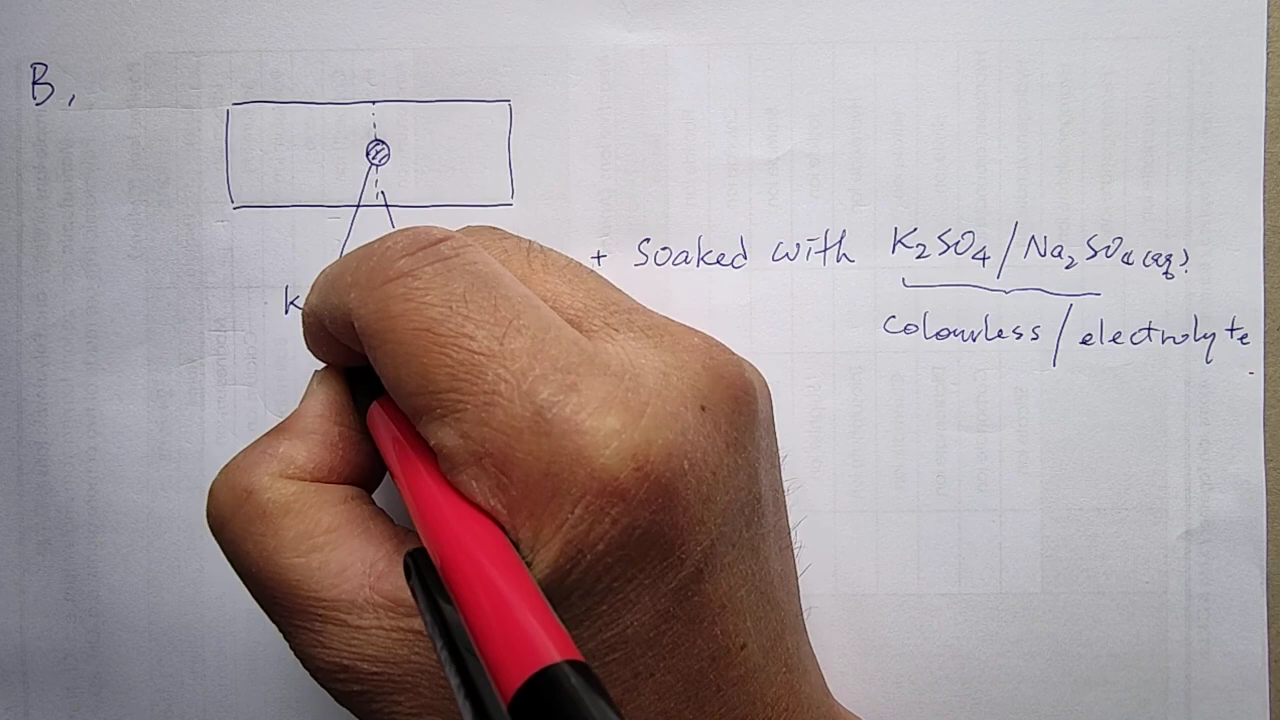 B,
+ Soaked with K₂SO₄ / Na₂SO₄(aq).
K
colourless / electrolyte.